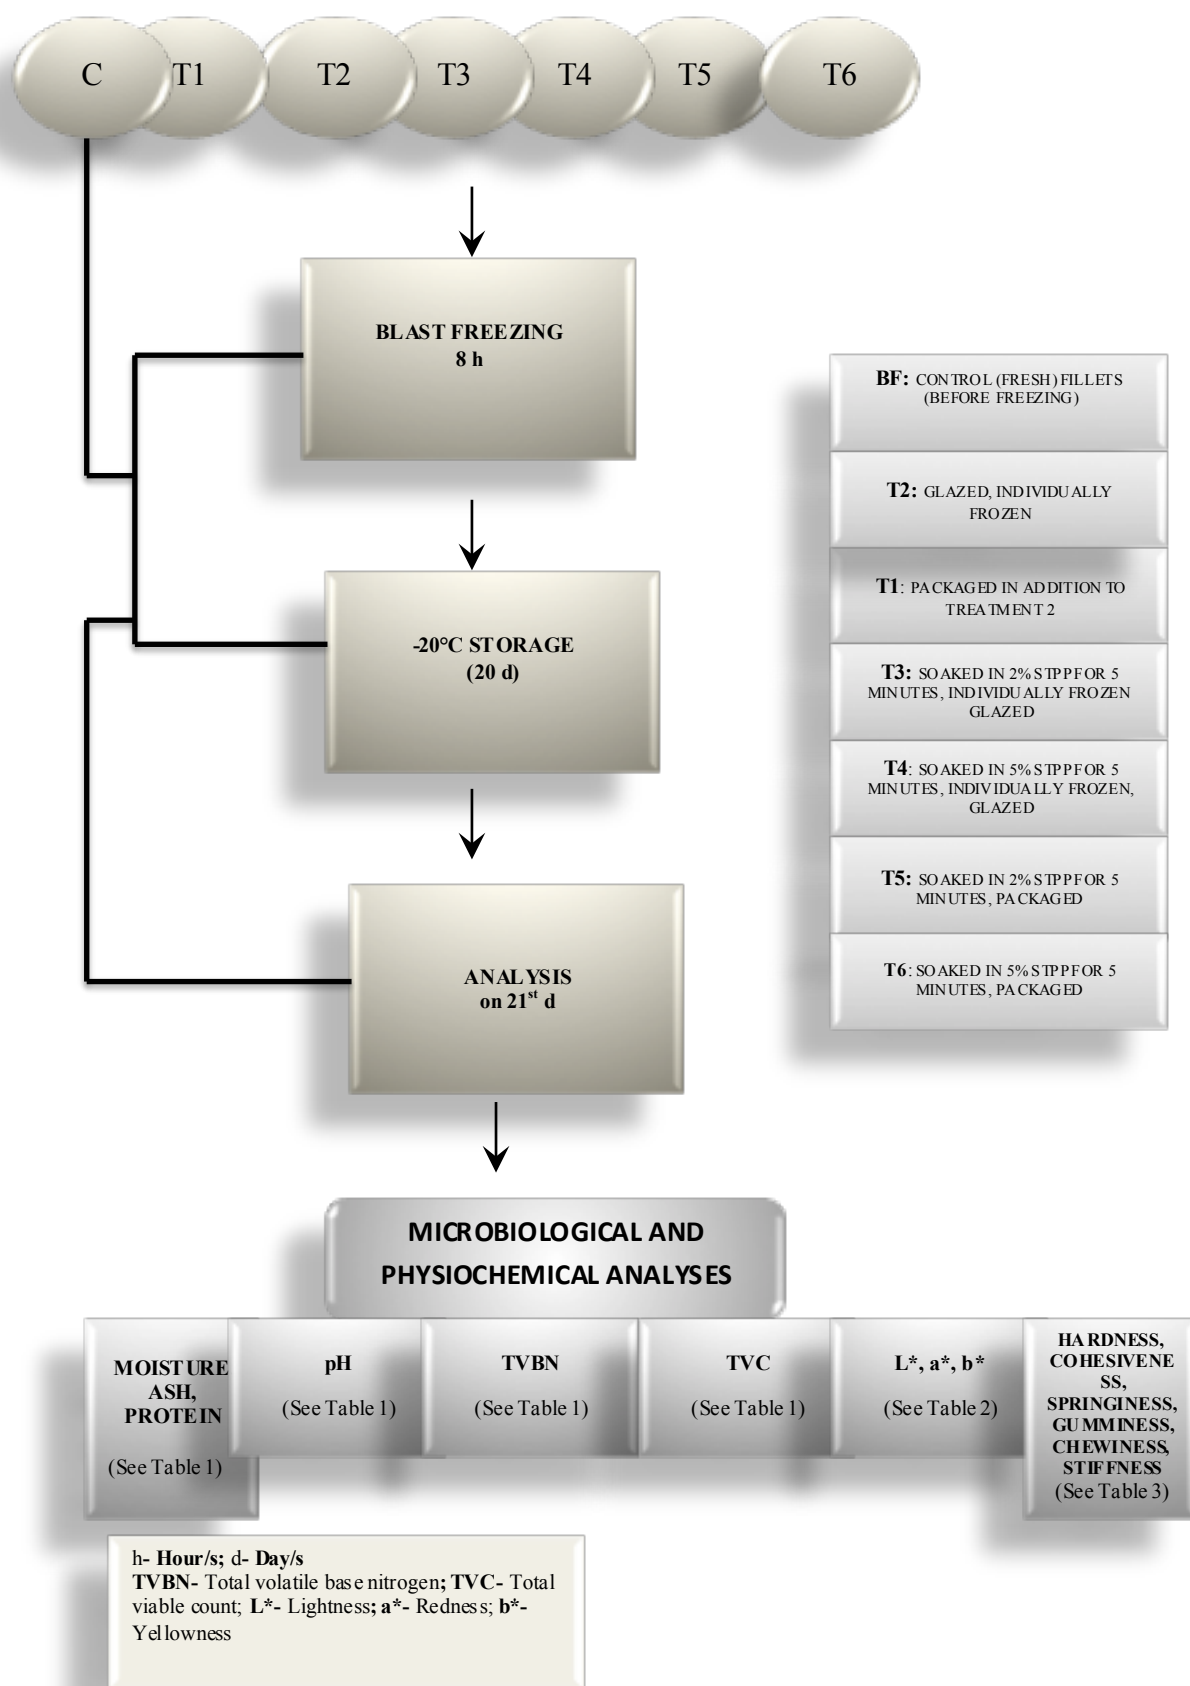 C T1 T2 T3 T4 T5 T6
BLAST FREEZING
8 h
-20°C STORAGE
(20 d)
ANALYSIS
on 21st d
BF: CONTROL (FRESH) FILLETS
(BEFORE FREEZING)
T2: GLAZED, INDIVIDUALLY
FROZEN
T1: PACKAGED IN ADDITION TO
TREATMENT 2
T3: SOAKED IN 2% STPP FOR 5
MINUTES, INDIVIDUALLY FROZEN
GLAZED
T4: SOAKED IN 5% STPP FOR 5
MINUTES, INDIVIDUALLY FROZEN,
GLAZED
T5: SOAKED IN 2% STPP FOR 5
MINUTES, PACKAGED
T6: SOAKED IN 5% STPP FOR 5
MINUTES, PACKAGED
MICROBIOLOGICAL AND
PHYSIOCHEMICAL ANALYSES
MOISTURE
ASH,
PROTEIN
(See Table 1)
pH
(See Table 1)
TVBN
(See Table 1)
TVC
(See Table 1)
L*, a*, b*
(See Table 2)
HARDNESS,
COHESIVENE
SS,
SPRINGINESS,
GUMMINESS,
CHEWINESS,
STIFFNESS
(See Table 3)
h- Hour/s; d- Day/s
TVBN- Total volatile base nitrogen; TVC- Total
viable count; L*- Lightness; a*- Redness; b*-
Yellowness